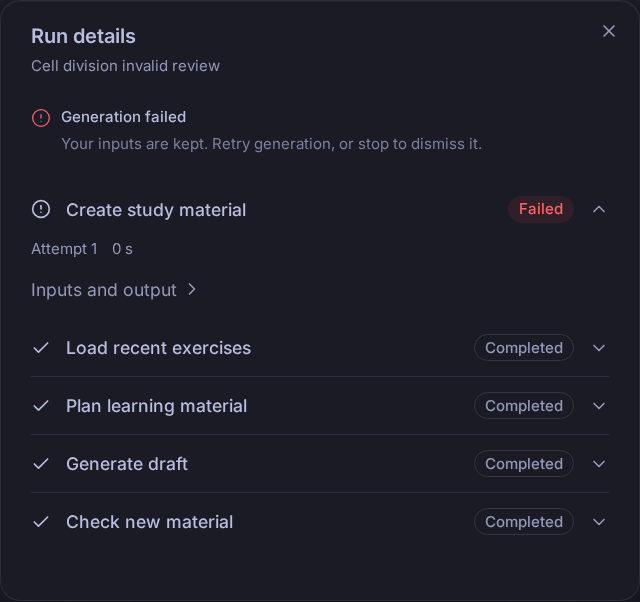 Run details
Cell division invalid review
Generation failed
Your inputs are kept. Retry generation, or stop to dismiss it.
Create study material Failed
Attempt 1 0 s
Inputs and output
Load recent exercises Completed
Plan learning material Completed
Generate draft Completed
Check new material Completed